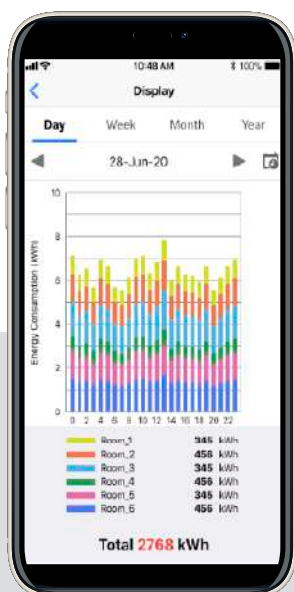 10:48 AM
100%
Display
Day Week Month Year
28-Jun-20
Energy Consumption (kWh)
10
8
6
4
2
0
0 2 4 6 8 10 12 14 16 18 20 22
Room_1 345 kWh
Room_2 456 kWh
Room_3 345 kWh
Room_4 456 kWh
Room_5 345 kWh
Room_6 456 kWh
Total 2768 kWh